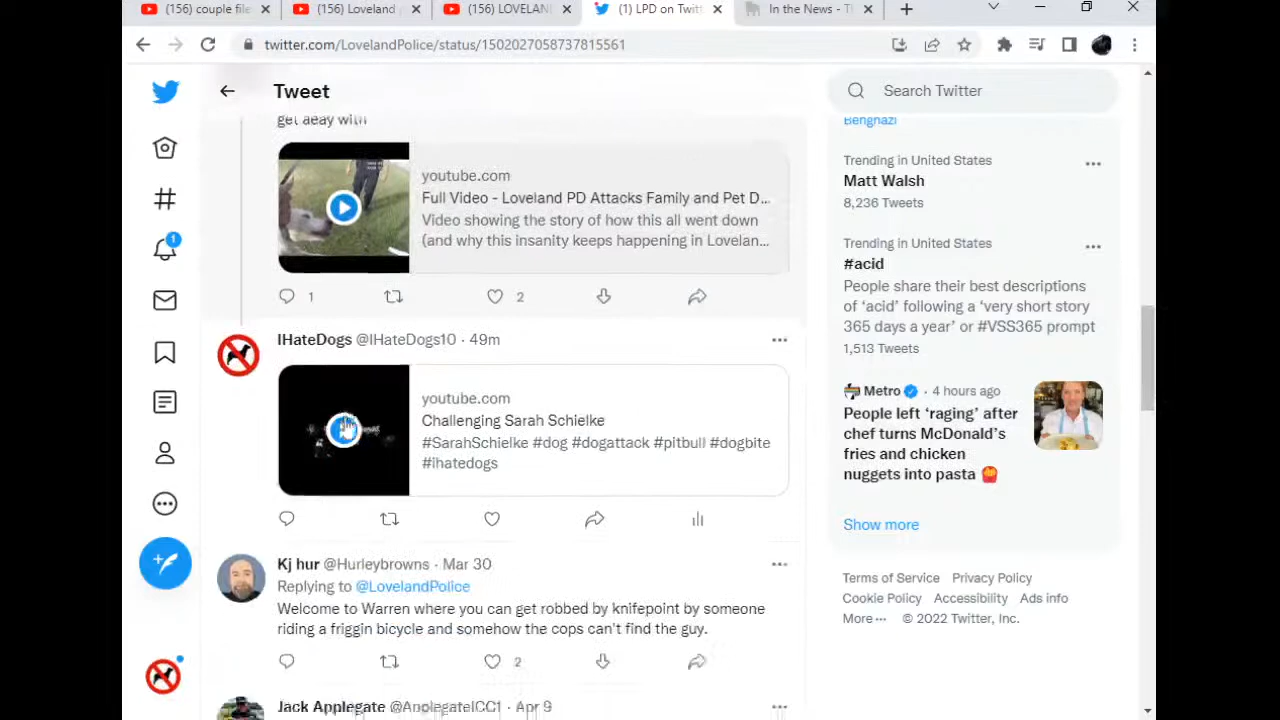 (156) couple file
(156) Loveland
(156) LOVELAN
(1) LPD on Twitt
In the News - T
twitter.com/LovelandPolice/status/1502027058737815561
Tweet
Search Twitter
get aeay with
youtube.com
Full Video - Loveland PD Attacks Family and Pet D...
Video showing the story of how this all went down
(and why this insanity keeps happening in Lovelan...
1
2
IHateDogs @IHateDogs10 · 49m
youtube.com
Challenging Sarah Schielke
#SarahSchielke #dog #dogattack #pitbull #dogbite
#ihatedogs
Kj hur @Hurleybrowns · Mar 30
Replying to @LovelandPolice
Welcome to Warren where you can get robbed by knifepoint by someone
riding a friggin bicycle and somehow the cops can't find the guy.
2
Jack Applegate @ApplegateICC1 · Apr 9
1
Benghazi
Trending in United States
Matt Walsh
8,236 Tweets
Trending in United States
#acid
People share their best descriptions
of 'acid' following a 'very short story
365 days a year' or #VSS365 prompt
1,513 Tweets
Metro · 4 hours ago
People left 'raging' after
chef turns McDonald's
fries and chicken
nuggets into pasta
Show more
Terms of Service Privacy Policy
Cookie Policy Accessibility Ads info
More ··· © 2022 Twitter, Inc.